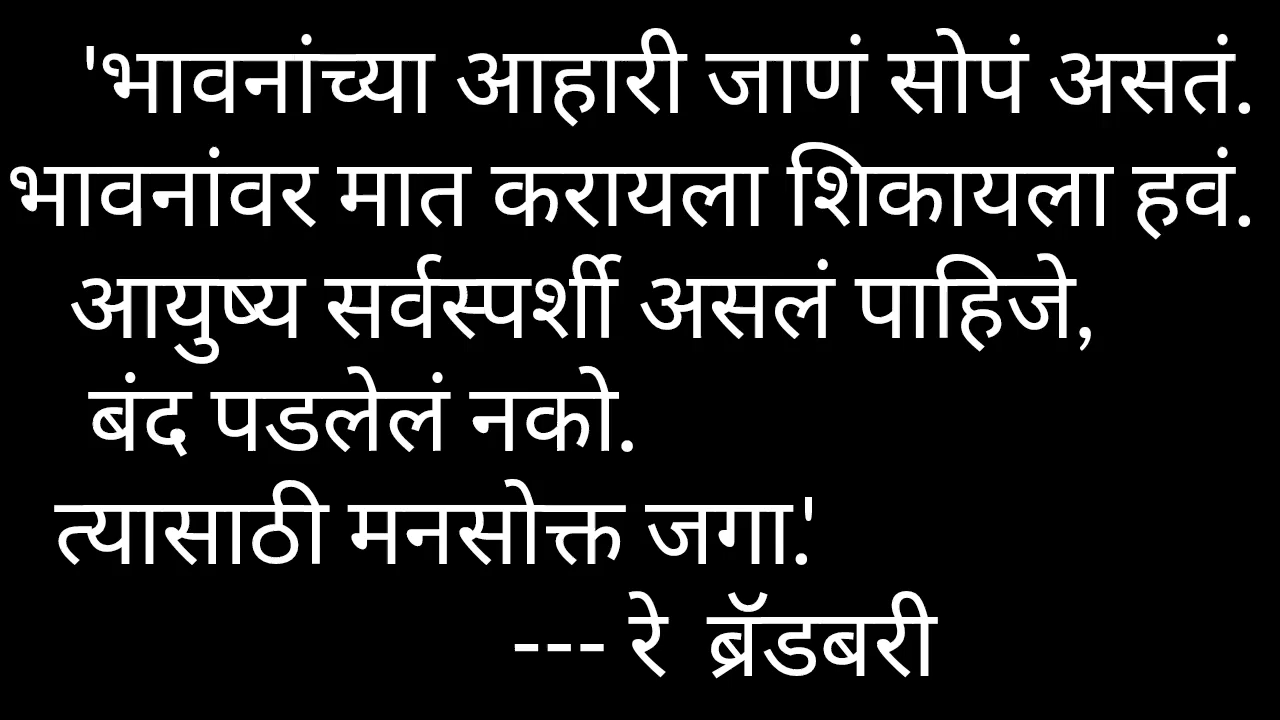 'भावनांच्या आहारी जाणं सोपं असतं.
भावनांवर मात करायला शिकायला हवं.
आयुष्य सर्वस्पर्शी असलं पाहिजे,
बंद पडलेलं नको.
त्यासाठी मनसोक्त जगा.'
--- रे ब्रॅडबरी